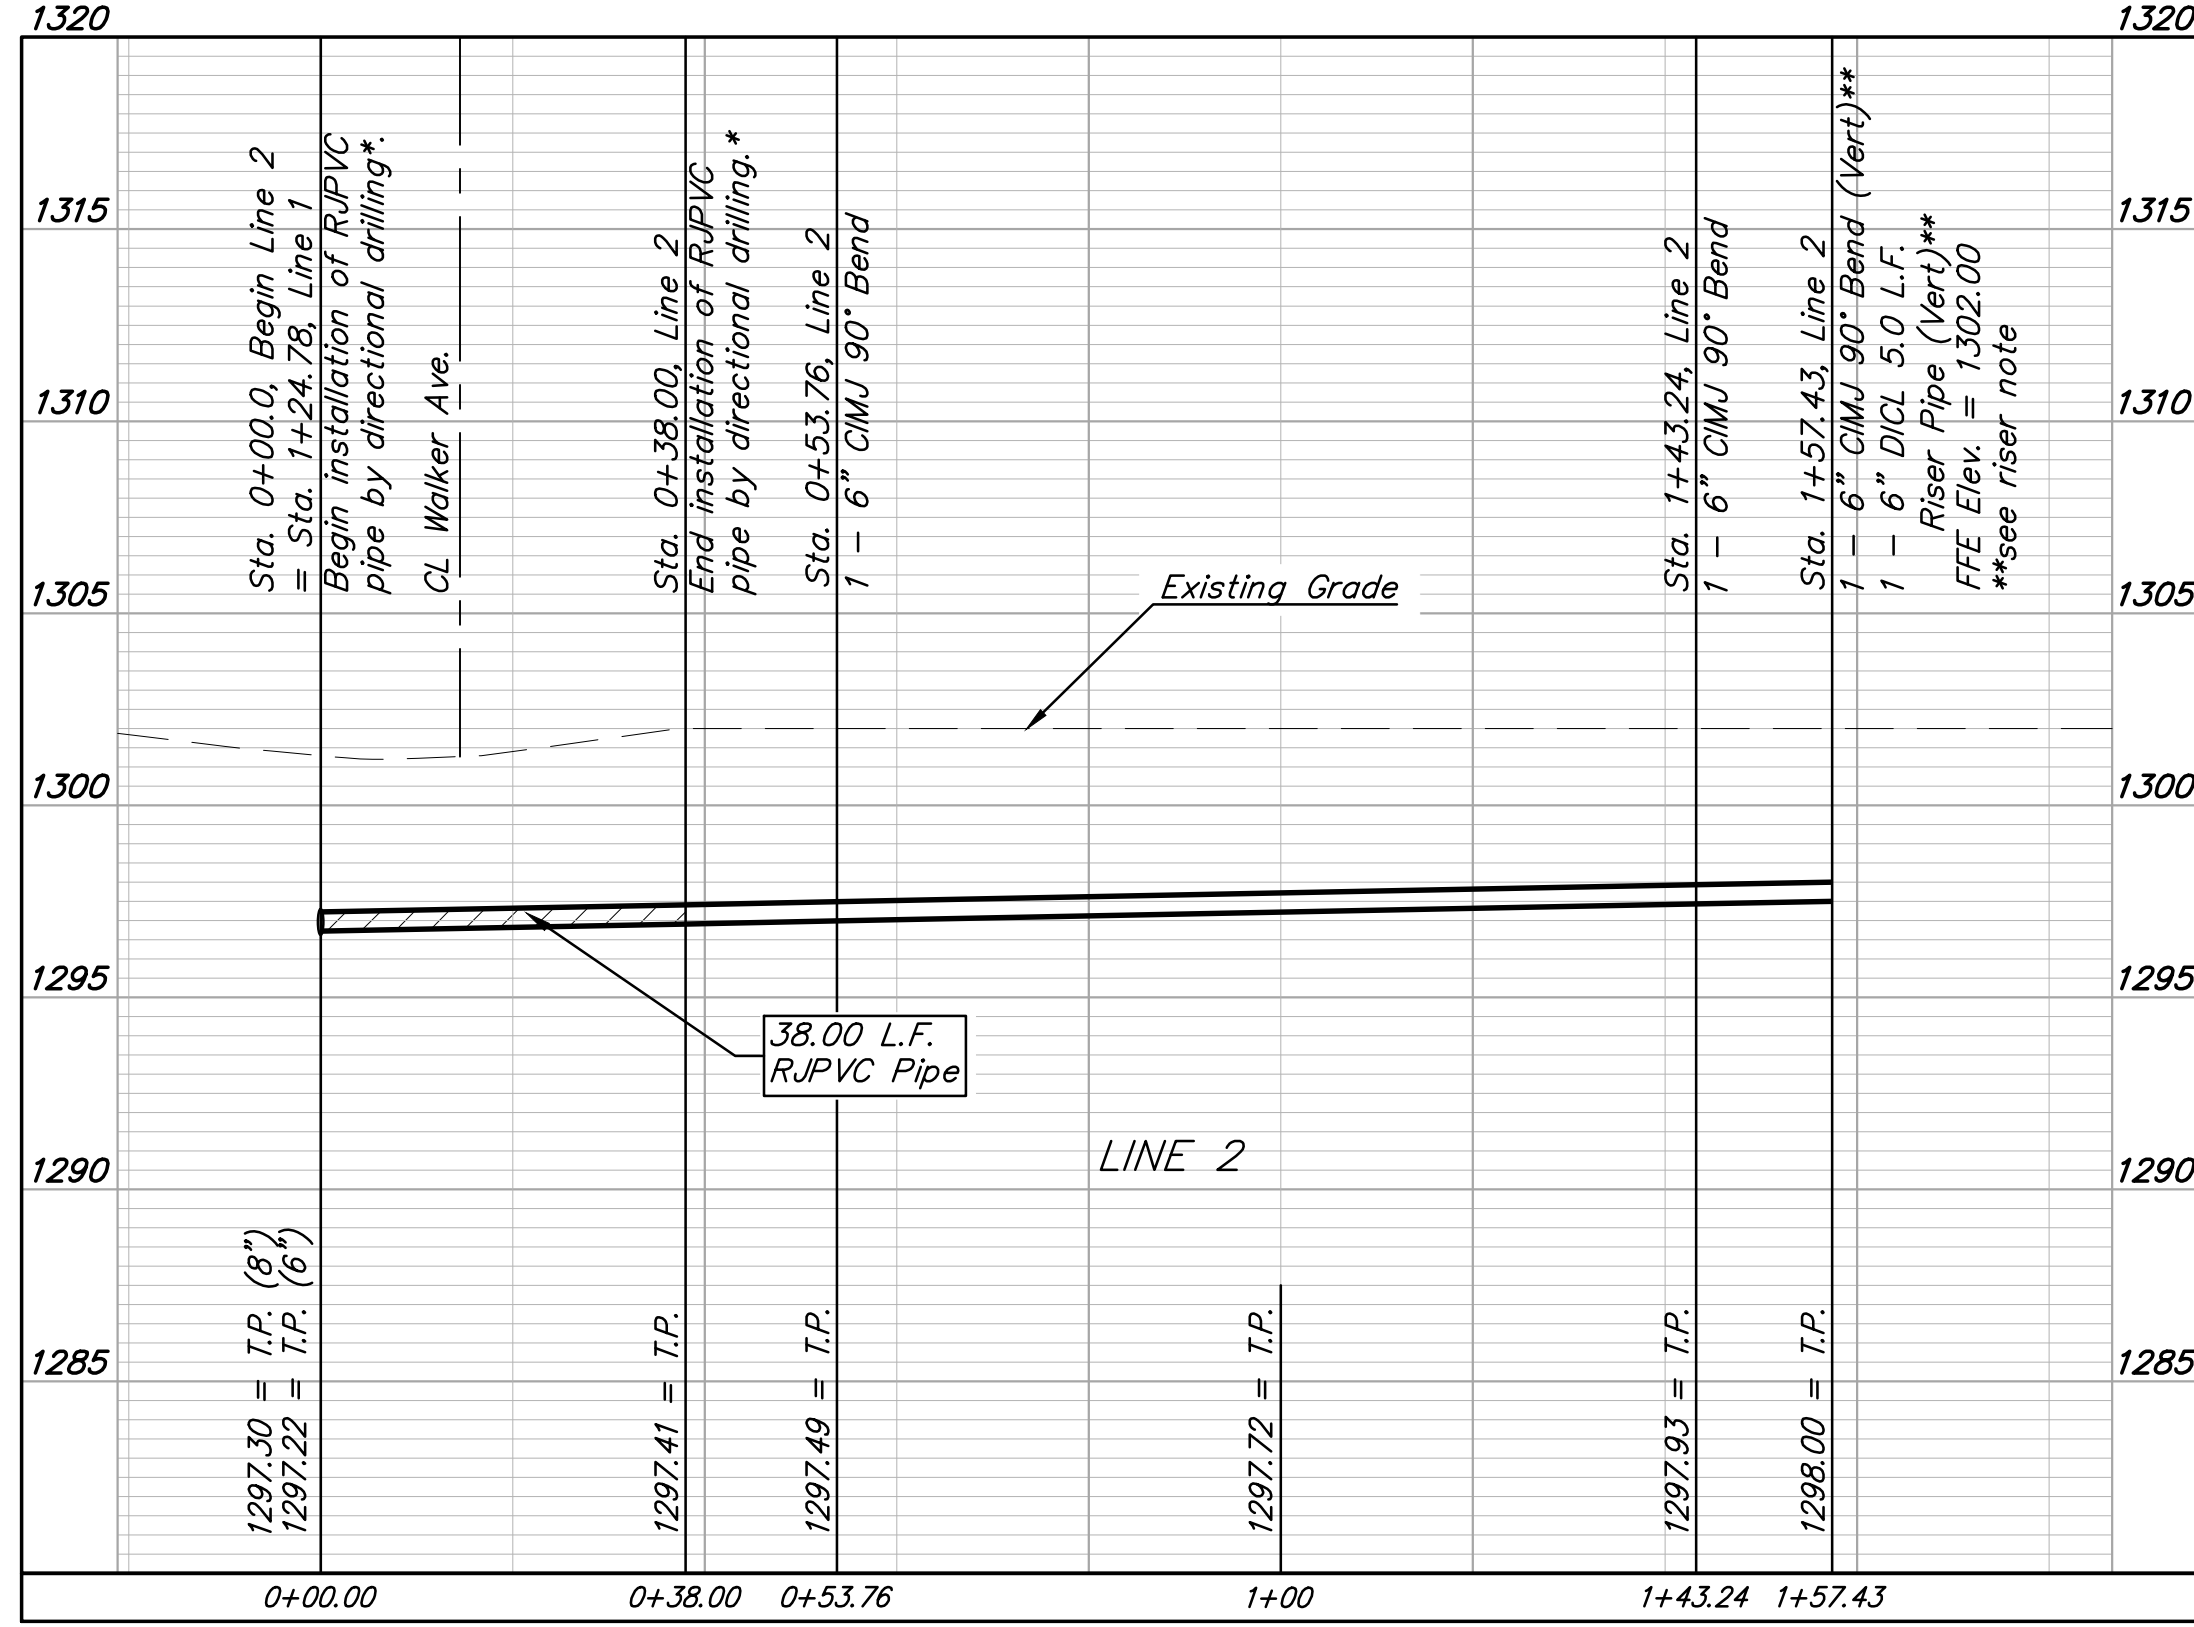 1320
1320
1315
1315
1310
1310
1305
1305
1300
1300
1295
1295
1290
1290
1285
1285
Sta. 0+00.0, Begin Line 2
= Sta. 1+24.78, Line 1
Begin installation of RJPVC
pipe by directional drilling*.
CL Walker Ave.
Sta. 0+38.00, Line 2
End installation of RJPVC
pipe by directional drilling.*
Sta. 0+53.76, Line 2
1 - 6" CIMJ 90° Bend
Sta. 1+43.24, Line 2
1 - 6" CIMJ 90° Bend
Sta. 1+57.43, Line 2
1 - 6" CIMJ 90° Bend (Vert)**
1 - 6" DICL 5.0 L.F.
Riser Pipe (Vert)**
FFE Elev. = 1302.00
**see riser note
Existing Grade
38.00 L.F.
RJPVC Pipe
LINE 2
1297.30 = T.P. (8")
1297.22 = T.P. (6")
1297.41 = T.P.
1297.49 = T.P.
1297.72 = T.P.
1297.93 = T.P.
1298.00 = T.P.
0+00.00
0+38.00
0+53.76
1+00
1+43.24
1+57.43